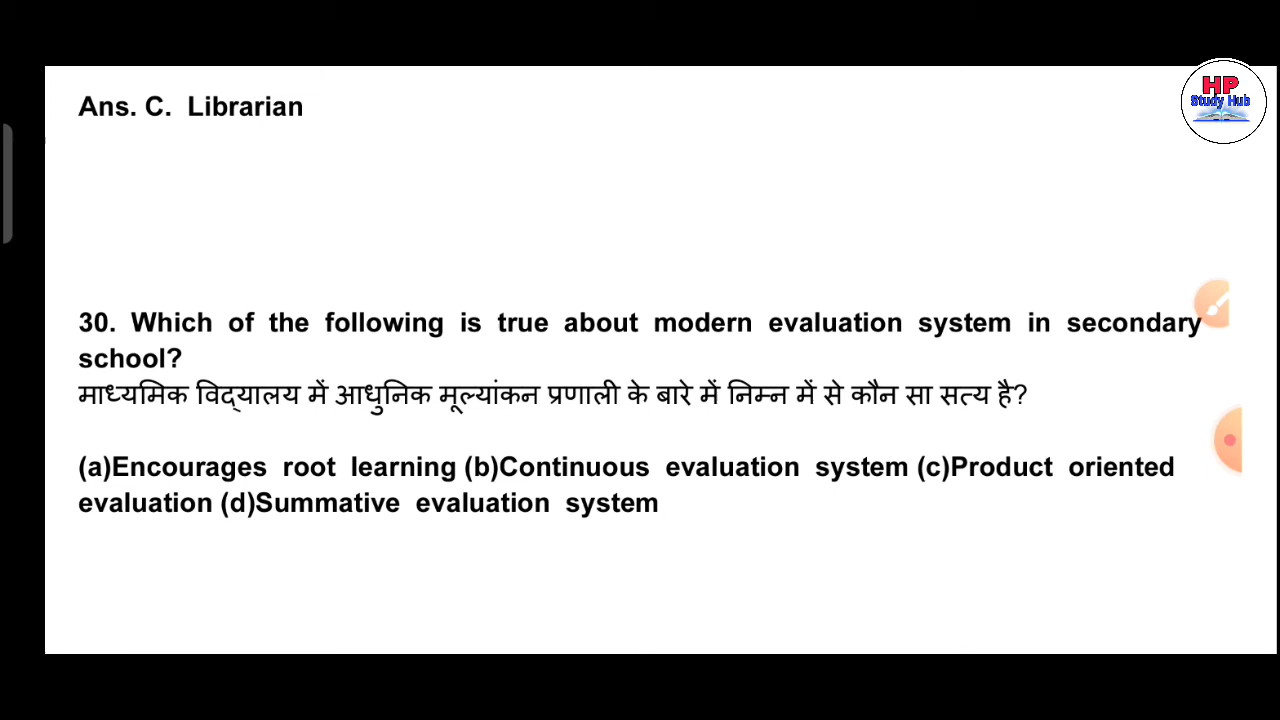 Ans. C. Librarian
HP
Study Hub
30. Which of the following is true about modern evaluation system in secondary
school?
माध्यमिक विद्यालय में आधुनिक मूल्यांकन प्रणाली के बारे में निम्न में से कौन सा सत्य है?
(a)Encourages root learning (b)Continuous evaluation system (c)Product oriented
evaluation (d)Summative evaluation system